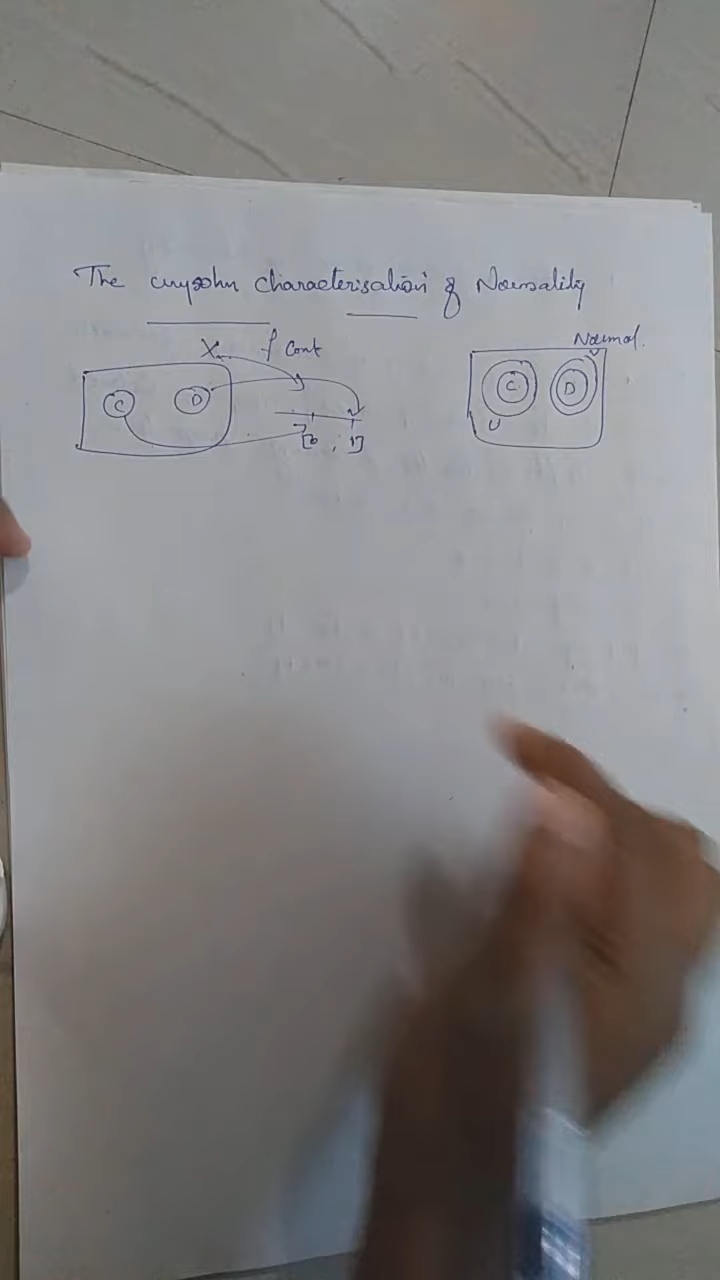 The urysohn characterisation of Normality
X f cont
Normal.
C D
C D
U V
[0, 1]